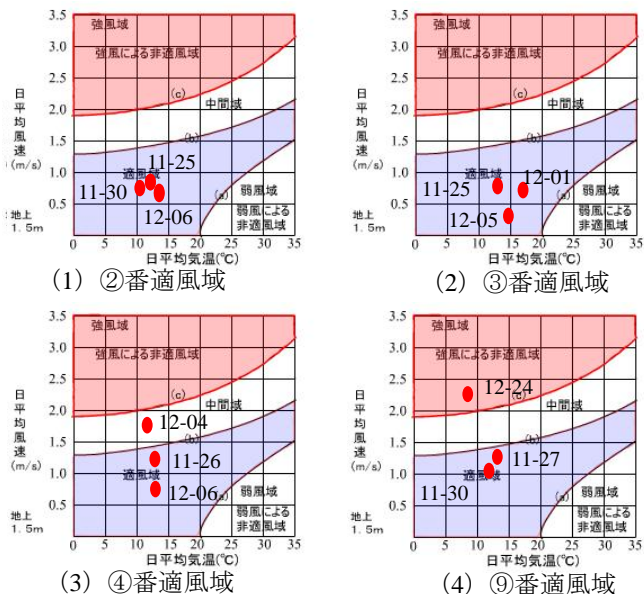 3.5
強風域
3.0
強風による非適風域
2.5
日平均風速
(m/s)
2.0
(c)
中間域
1.5
(b)
11-25
1.0
適風域
11-30
(a)
弱風域
0.5
12-06
弱風による
非適風域
地上
1.5m
0 5 10 15 20 25 30 35
日平均気温(℃)
(1) ②番適風域
3.5
強風域
3.0
強風による非適風域
2.5
日平均風速
(m/s)
2.0
(c)
中間域
1.5
(b)
1.0
適風域
12-01
11-25
(a)
弱風域
0.5
12-05
弱風による
非適風域
地上
1.5m
0 5 10 15 20 25 30 35
日平均気温(℃)
(2) ③番適風域
3.5
強風域
3.0
強風による非適風域
2.5
日平均風速
(m/s)
2.0
(c)
中間域
12-04
1.5
(b)
11-26
1.0
適風域
12-06
(a)
弱風域
0.5
弱風による
非適風域
地上
1.5m
0 5 10 15 20 25 30 35
日平均気温(℃)
(3) ④番適風域
3.5
強風域
3.0
強風による非適風域
2.5
12-24
日平均風速
(m/s)
2.0
(c)
中間域
1.5
(b)
11-27
1.0
適風域
11-30
(a)
弱風域
0.5
弱風による
非適風域
地上
1.5m
0 5 10 15 20 25 30 35
日平均気温(℃)
(4) ⑨番適風域